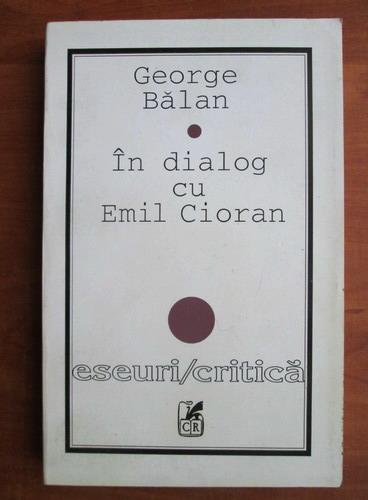 George
Bălan
În dialog
cu
Emil Cioran
eseuri/critică
CR